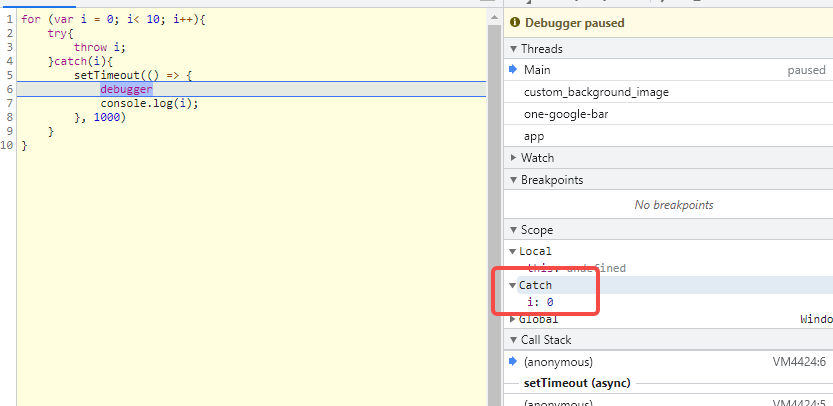 1 for (var i = 0; i< 10; i++){
2     try{
3         throw i;
4     }catch(i){
5         setTimeout(() => {
6             debugger
7             console.log(i);
8         }, 1000)
9     }
10 }
Debugger paused
Threads
Main paused
custom_background_image
one-google-bar
app
Watch
Breakpoints
No breakpoints
Scope
Local
this: undefined
Catch
i: 0
Global Windo
Call Stack
(anonymous) VM4424:6
setTimeout (async)
(anonymous) VM4424:5